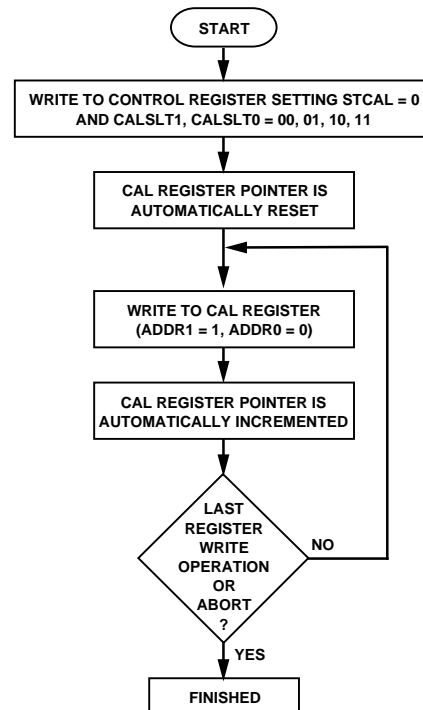 START
WRITE TO CONTROL REGISTER SETTING STCAL = 0
AND CALSLT1, CALSLT0 = 00, 01, 10, 11
CAL REGISTER POINTER IS
AUTOMATICALLY RESET
WRITE TO CAL REGISTER
(ADDR1 = 1, ADDR0 = 0)
CAL REGISTER POINTER IS
AUTOMATICALLY INCREMENTED
LAST
REGISTER
WRITE
OPERATION
OR
ABORT
?
NO
YES
FINISHED